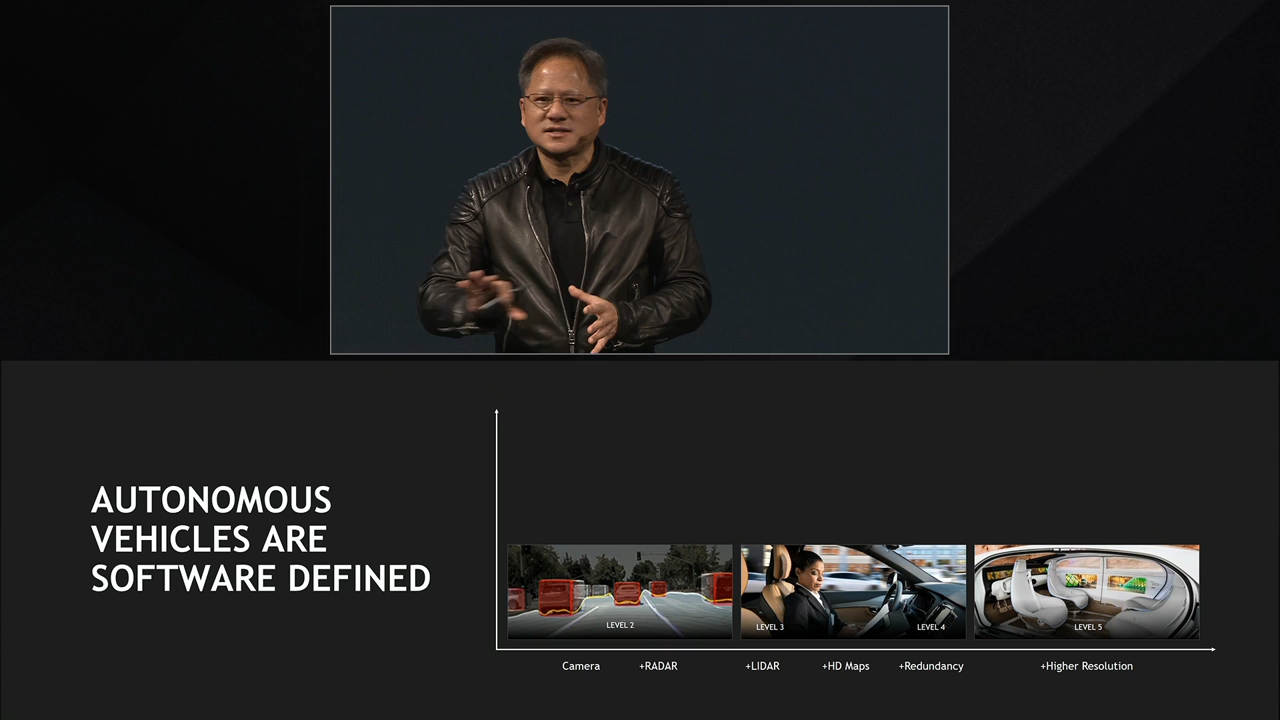 AUTONOMOUS
VEHICLES ARE
SOFTWARE DEFINED
LEVEL 2
LEVEL 3
LEVEL 4
LEVEL 5
Camera
+RADAR
+LIDAR
+HD Maps
+Redundancy
+Higher Resolution